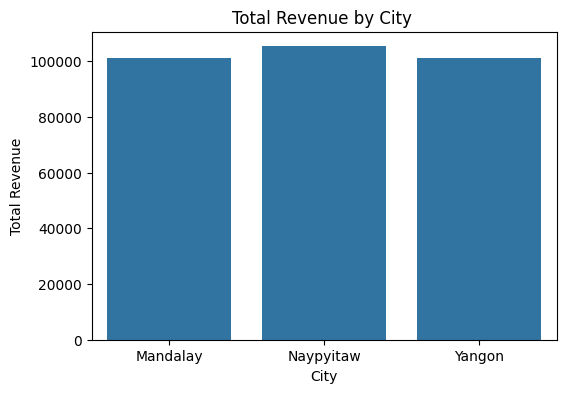 Total Revenue by City
Total Revenue
100000
80000
60000
40000
20000
0
Mandalay Naypyitaw Yangon
City